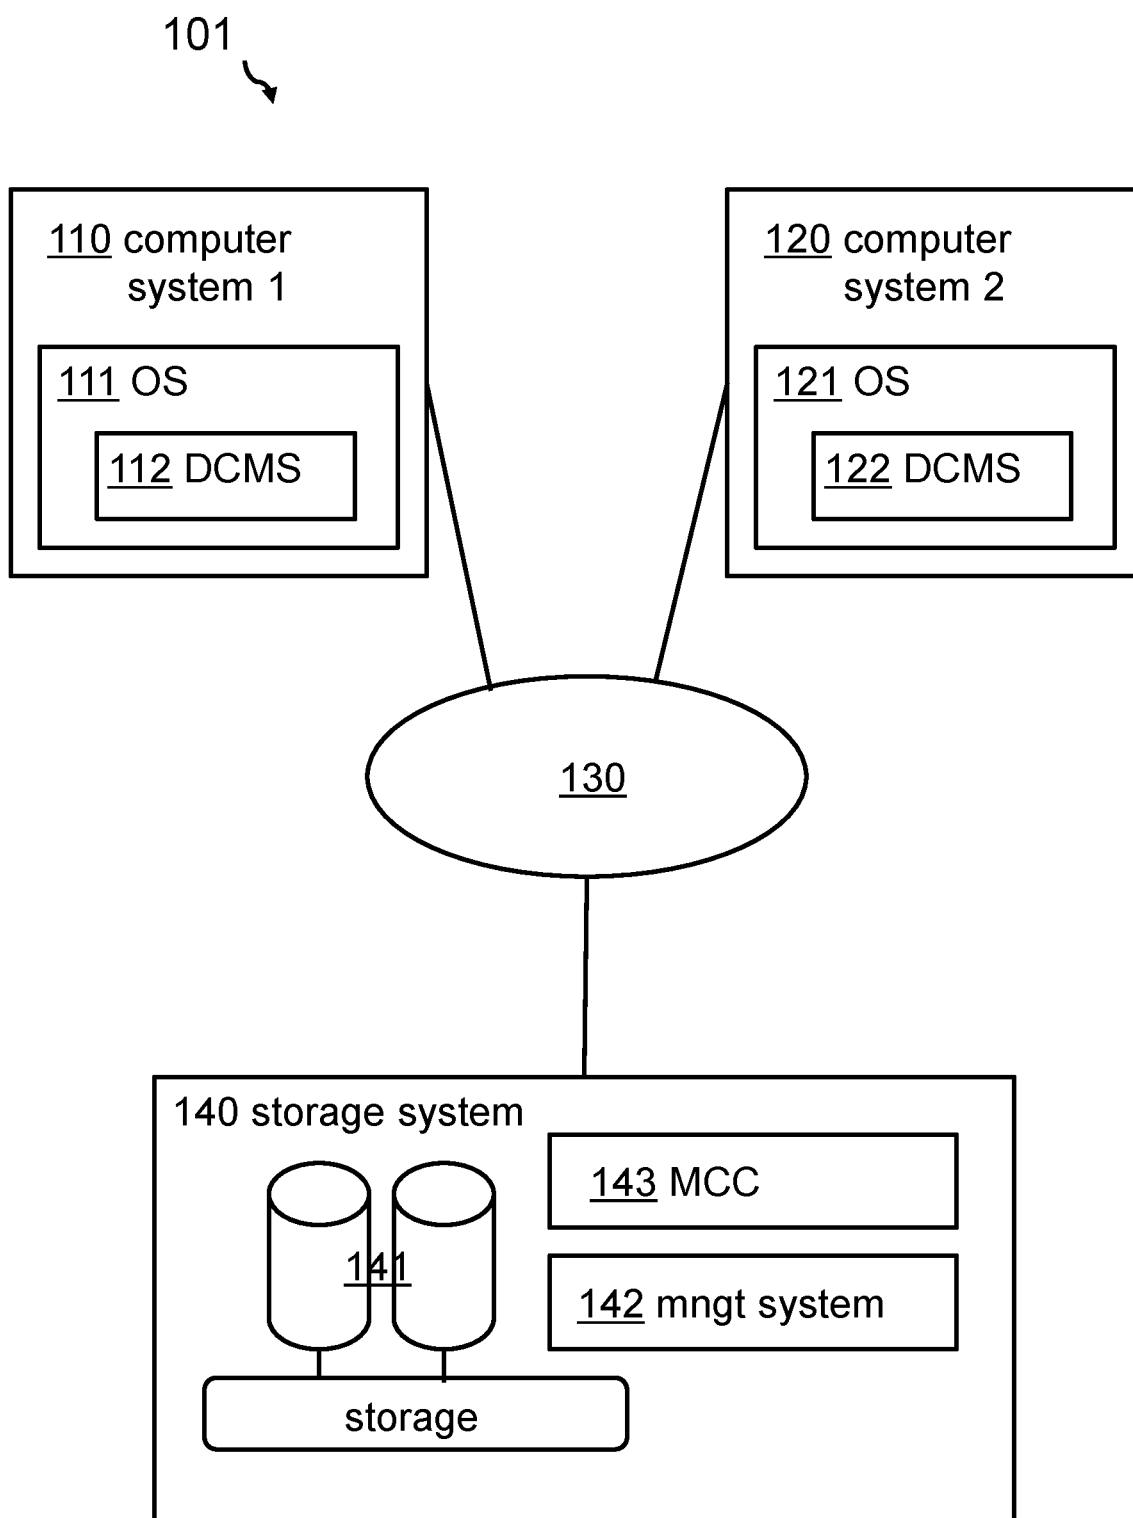 101
110 computer
system 1
111 OS
112 DCMS
120 computer
system 2
121 OS
122 DCMS
130
140 storage system
143 MCC
141
142 mngt system
storage